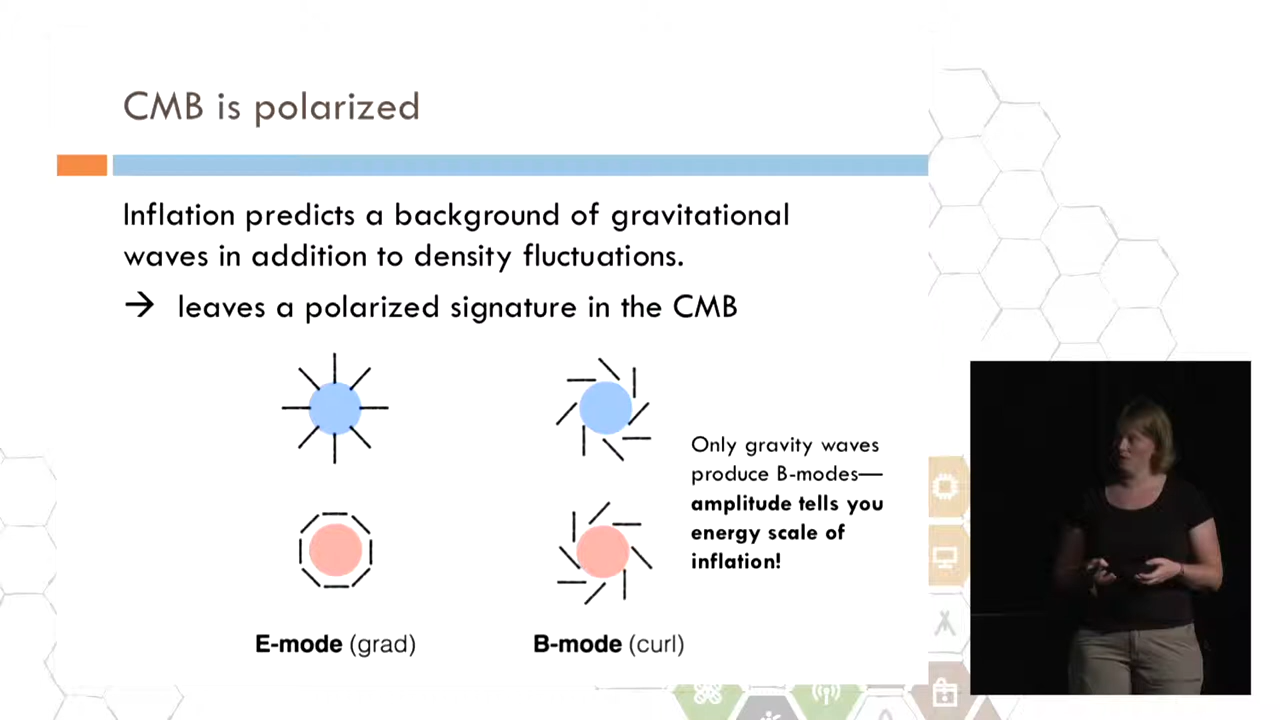 CMB is polarized
Inflation predicts a background of gravitational
waves in addition to density fluctuations.
→ leaves a polarized signature in the CMB
Only gravity waves
produce B-modes—
amplitude tells you
energy scale of
inflation!
E-mode (grad)
B-mode (curl)